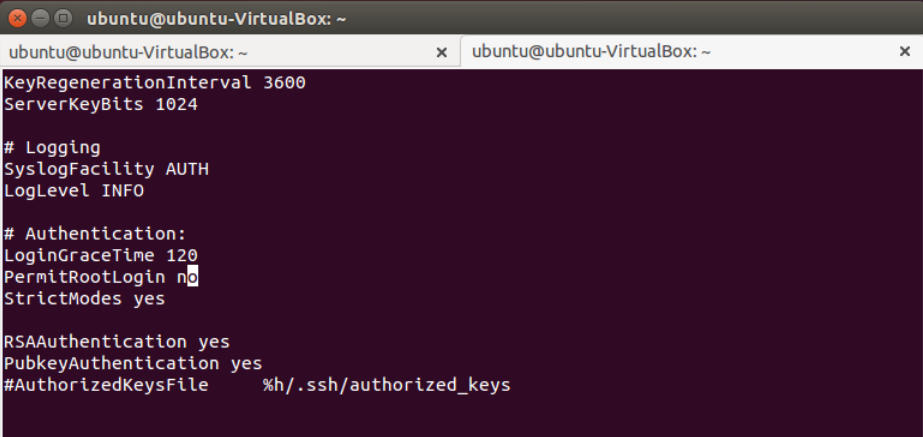 ubuntu@ubuntu-VirtualBox: ~
ubuntu@ubuntu-VirtualBox: ~ × ubuntu@ubuntu-VirtualBox: ~ ×
KeyRegenerationInterval 3600
ServerKeyBits 1024
# Logging
SyslogFacility AUTH
LogLevel INFO
# Authentication:
LoginGraceTime 120
PermitRootLogin no
StrictModes yes
RSAAuthentication yes
PubkeyAuthentication yes
#AuthorizedKeysFile     %h/.ssh/authorized_keys